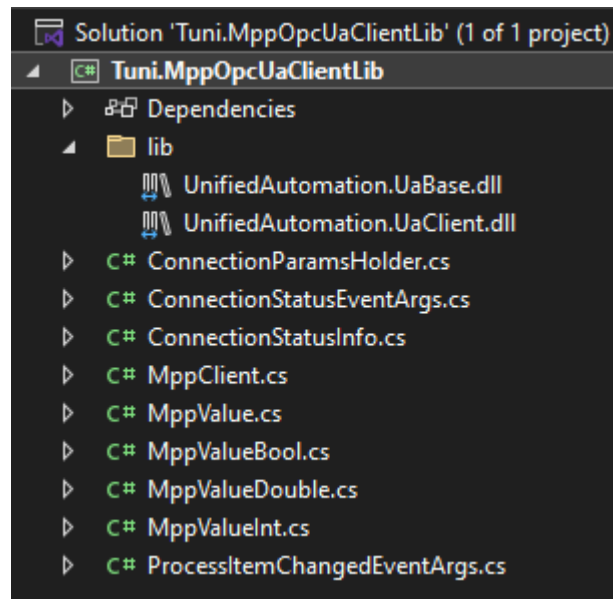 Solution 'Tuni.MppOpcUaClientLib' (1 of 1 project)
C# Tuni.MppOpcUaClientLib
Dependencies
lib
UnifiedAutomation.UaBase.dll
UnifiedAutomation.UaClient.dll
C# ConnectionParamsHolder.cs
C# ConnectionStatusEventArgs.cs
C# ConnectionStatusInfo.cs
C# MppClient.cs
C# MppValue.cs
C# MppValueBool.cs
C# MppValueDouble.cs
C# MppValueInt.cs
C# ProcessItemChangedEventArgs.cs